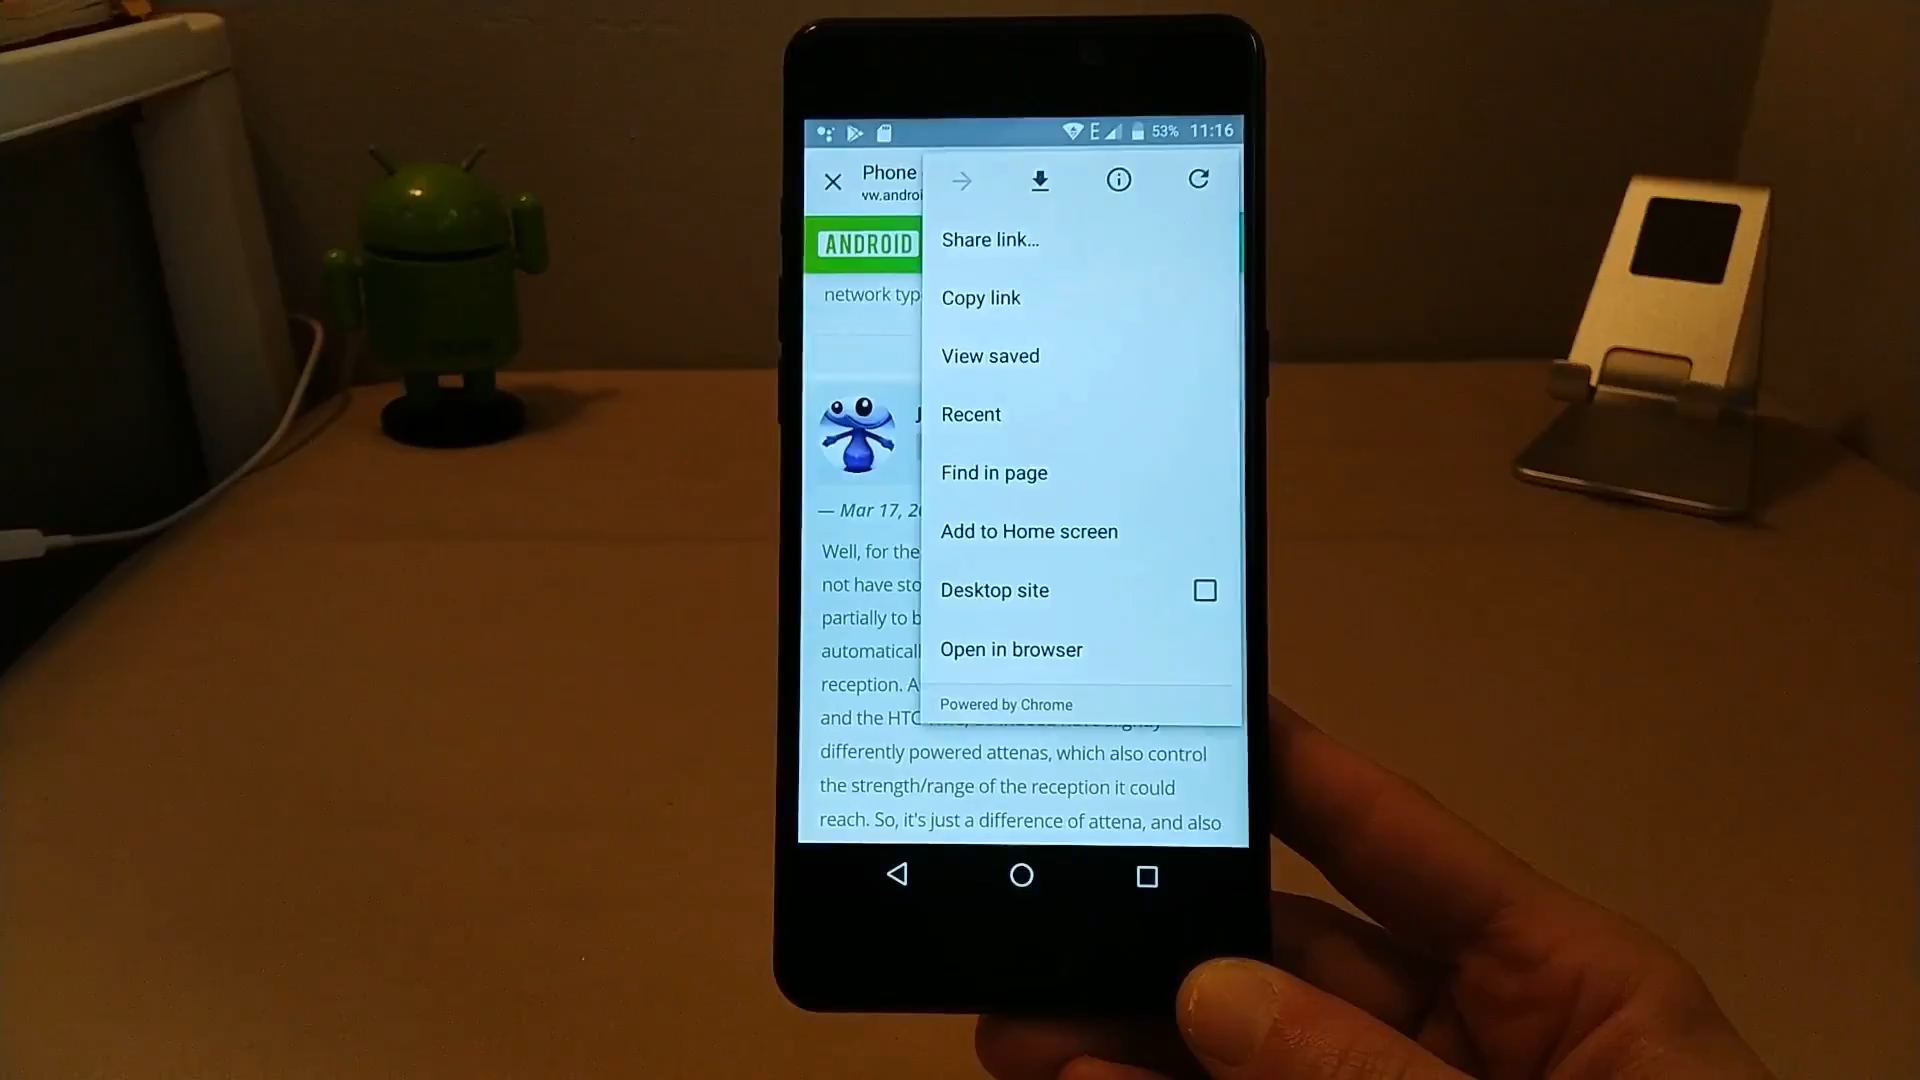 E 53% 11:16
Phone
vw.androi
ANDROID
network typ
Share link...
Copy link
View saved
Recent
Find in page
Add to Home screen
Desktop site
Open in browser
Powered by Chrome
J
— Mar 17, 2
Well, for the
not have sto
partially to b
automaticall
reception. A
and the HTC
differently powered attenas, which also control
the strength/range of the reception it could
reach. So, it's just a difference of attena, and also